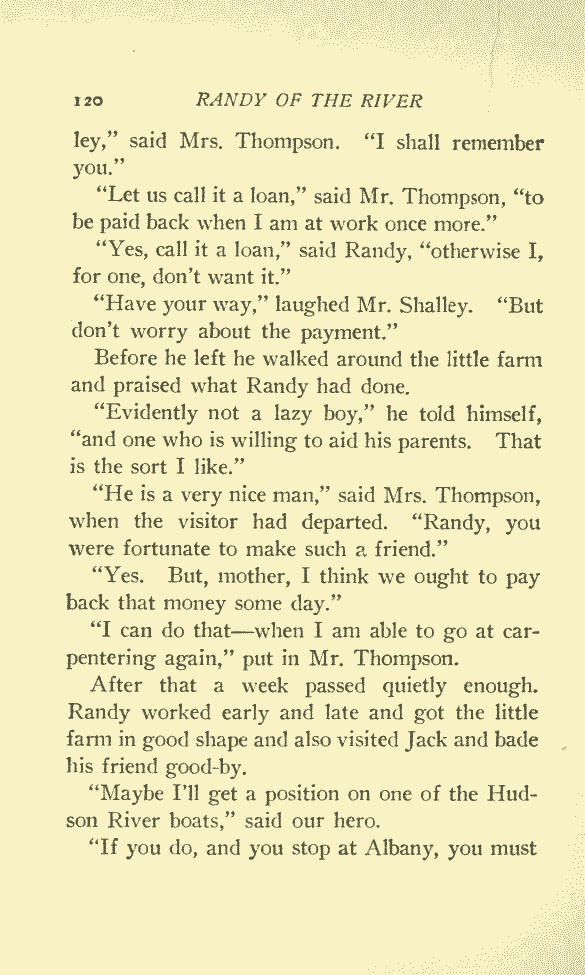 120 RANDY OF THE RIVER
ley,” said Mrs. Thompson. “I shall remember
you.”
“Let us call it a loan,” said Mr. Thompson, “to
be paid back when I am at work once more.”
“Yes, call it a loan,” said Randy, “otherwise I,
for one, don’t want it.”
“Have your way,” laughed Mr. Shalley. “But
don’t worry about the payment.”
Before he left he walked around the little farm
and praised what Randy had done.
“Evidently not a lazy boy,” he told himself,
“and one who is willing to aid his parents. That
is the sort I like.”
“He is a very nice man,” said Mrs. Thompson,
when the visitor had departed. “Randy, you
were fortunate to make such a friend.”
“Yes. But, mother, I think we ought to pay
back that money some day.”
“I can do that—when I am able to go at car-
pentering again,” put in Mr. Thompson.
After that a week passed quietly enough.
Randy worked early and late and got the little
farm in good shape and also visited Jack and bade
his friend good-by.
“Maybe I’ll get a position on one of the Hud-
son River boats,” said our hero.
“If you do, and you stop at Albany, you must